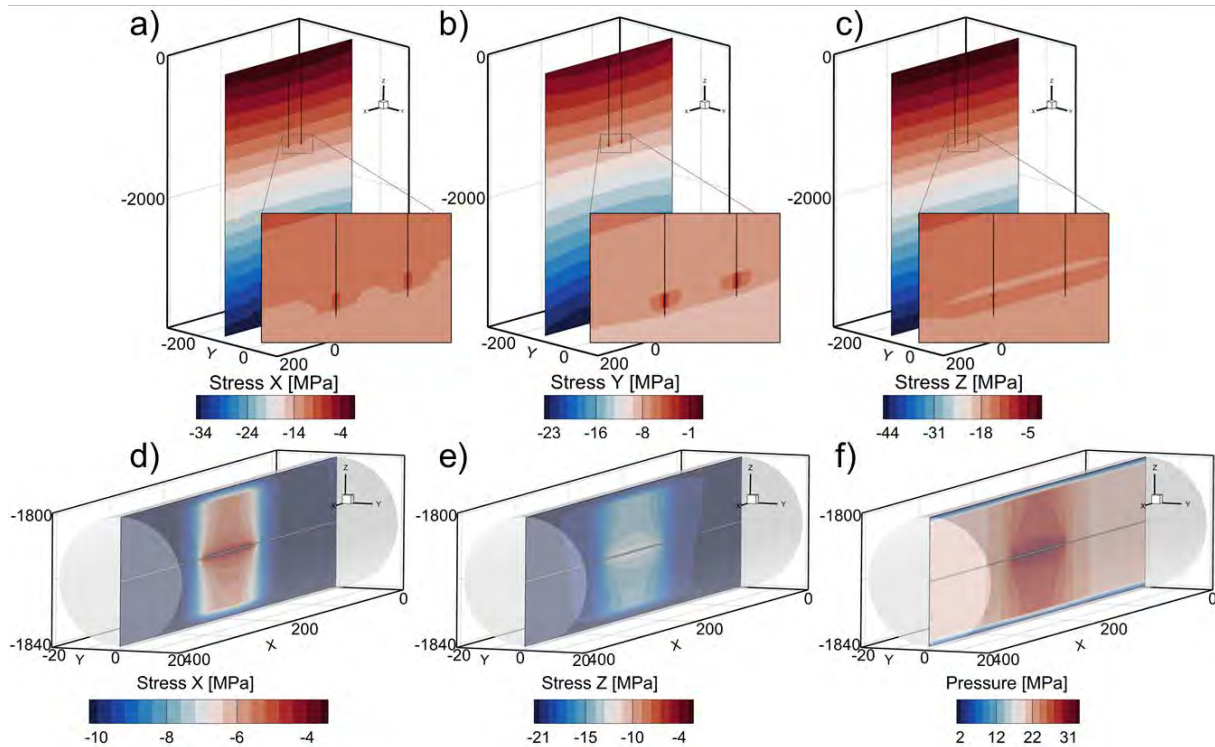 a) b) c)
0 0 0
z z z
x Y x Y x Y
-2000 -2000 -2000
-200 0 -200 0 -200 0
Y 0 200 Y 0 200 Y 0 200
Stress X [MPa] Stress Y [MPa] Stress Z [MPa]
-34 -24 -14 -4 -23 -16 -8 -1 -44 -31 -18 -5
d) e) f)
z z z
-1800 x Y -1800 x Y -1800 x Y
0 0 0
200 200 200
-1840 X -1840 X -1840 X
-20 Y 0 20 400 -20 Y 0 20 400 -20 Y 0 20 400
Stress X [MPa] Stress Z [MPa] Pressure [MPa]
-10 -8 -6 -4 -21 -15 -10 -4 2 12 22 31